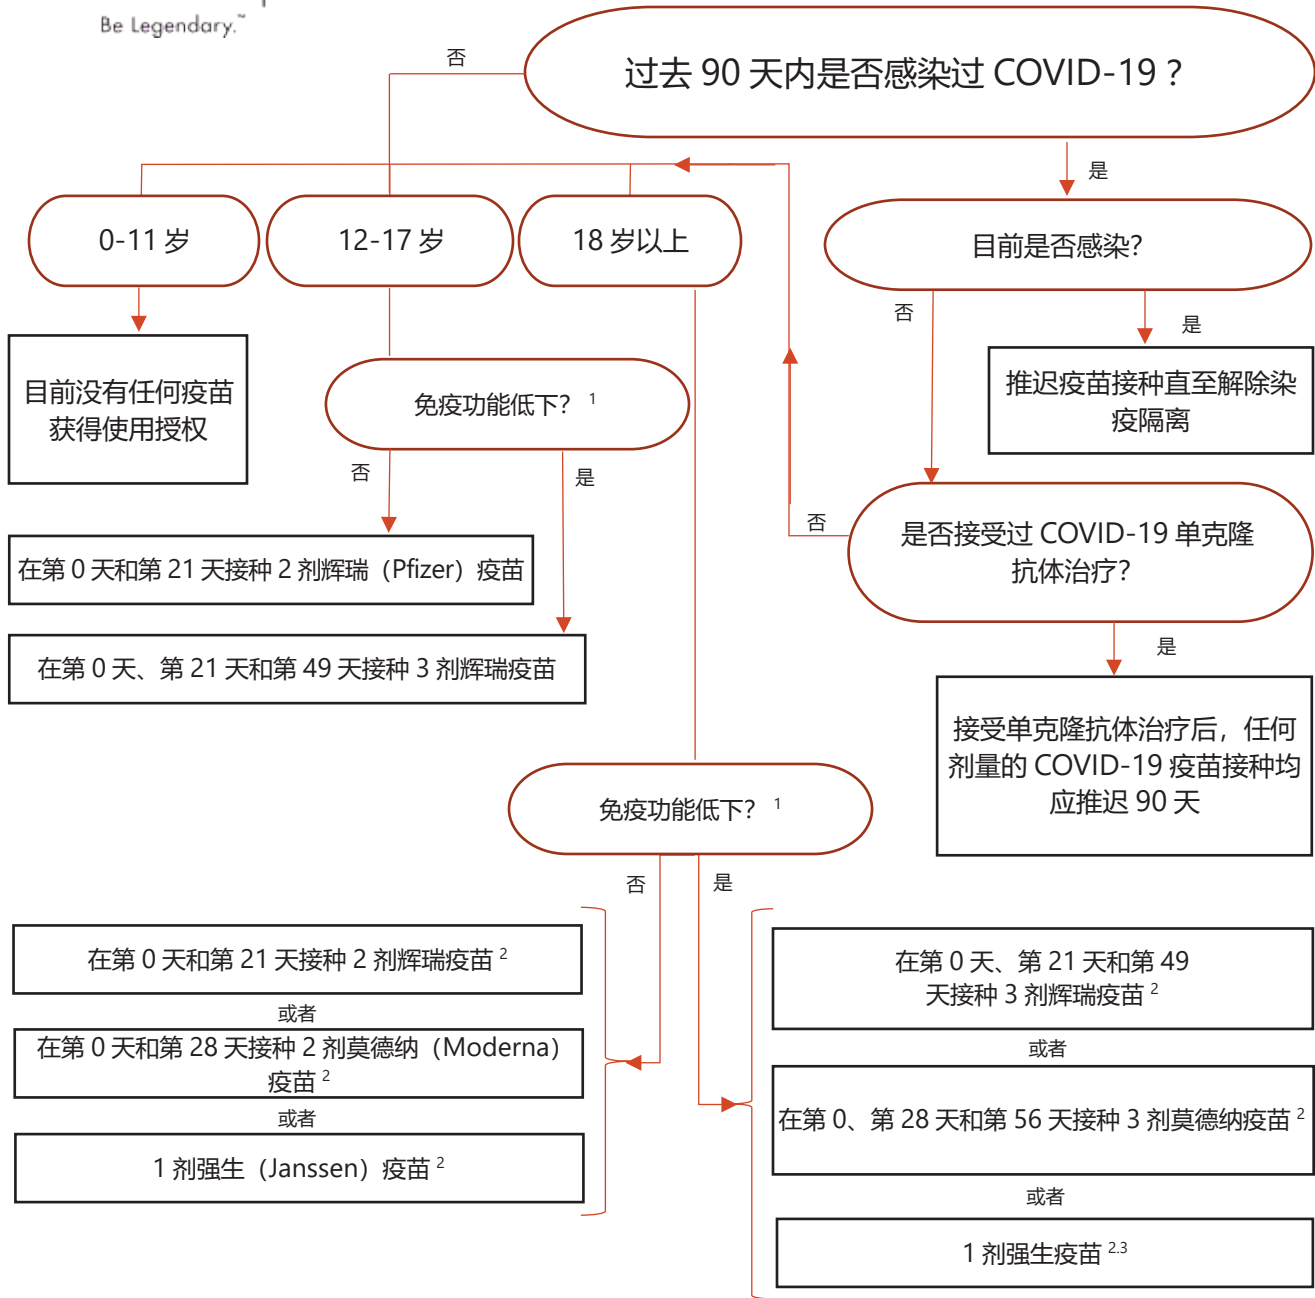 Be Legendary.™
过去 90 天内是否感染过 COVID-19？
否
是
0-11 岁
12-17 岁
18 岁以上
目前是否感染?
否
是
目前没有任何疫苗
获得使用授权
免疫功能低下? 1
推迟疫苗接种直至解除染
疫隔离
否
是
否
是否接受过 COVID-19 单克隆
抗体治疗?
在第 0 天和第 21 天接种 2 剂辉瑞（Pfizer）疫苗
是
在第 0 天、第 21 天和第 49 天接种 3 剂辉瑞疫苗
接受单克隆抗体治疗后，任何
剂量的 COVID-19 疫苗接种均
应推迟 90 天
免疫功能低下? 1
否
是
在第 0 天和第 21 天接种 2 剂辉瑞疫苗 2
或者
在第 0 天和第 28 天接种 2 剂莫德纳（Moderna）
疫苗 2
或者
1 剂强生（Janssen）疫苗 2
在第 0 天、第 21 天和第 49
天接种 3 剂辉瑞疫苗 2
或者
在第 0、第 28 天和第 56 天接种 3 剂莫德纳疫苗 2
或者
1 剂强生疫苗 2.3